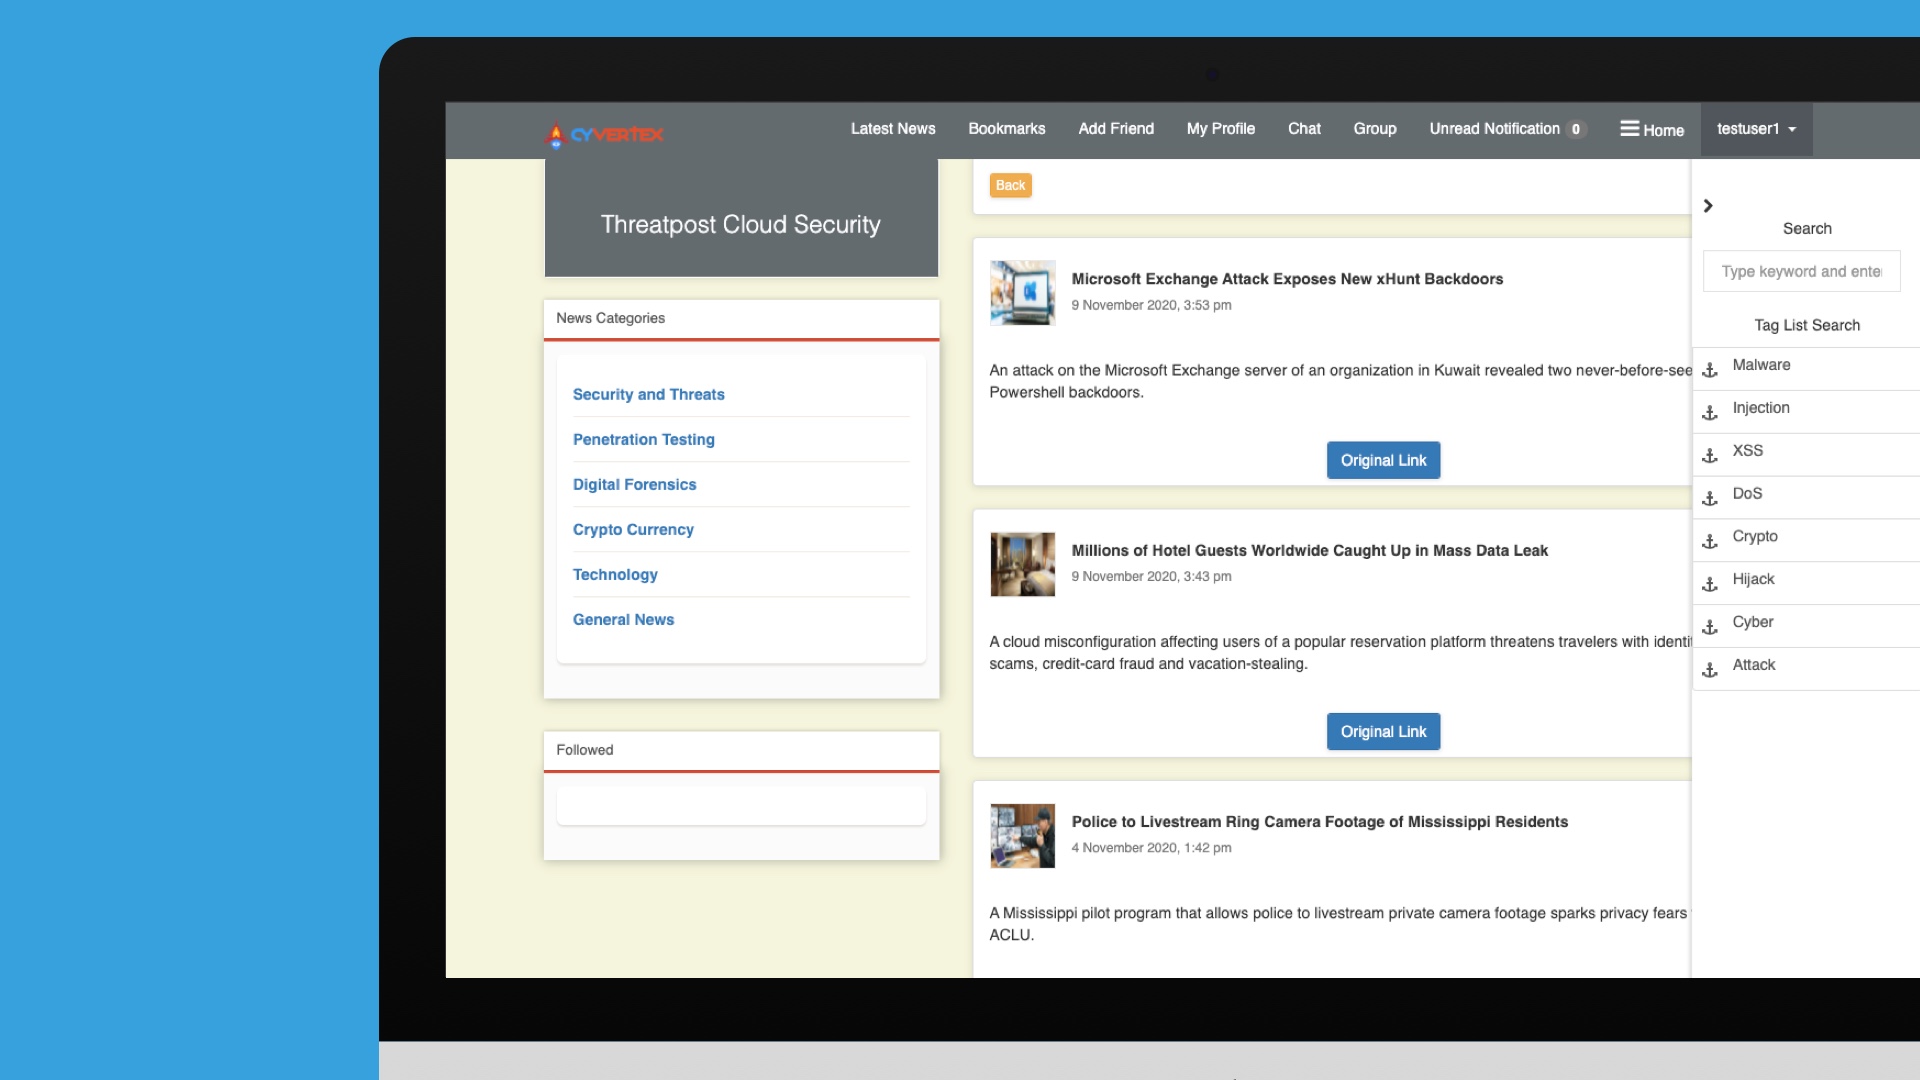 CYVERTEX
Latest News
Bookmarks
Add Friend
My Profile
Chat
Group
Unread Notification 0
Home
testuser1
Threatpost Cloud Security
News Categories
Security and Threats
Penetration Testing
Digital Forensics
Crypto Currency
Technology
General News
Followed
Back
Microsoft Exchange Attack Exposes New xHunt Backdoors
9 November 2020, 3:53 pm
An attack on the Microsoft Exchange server of an organization in Kuwait revealed two never-before-see
Powershell backdoors.
Original Link
Millions of Hotel Guests Worldwide Caught Up in Mass Data Leak
9 November 2020, 3:43 pm
A cloud misconfiguration affecting users of a popular reservation platform threatens travelers with identit
scams, credit-card fraud and vacation-stealing.
Original Link
Police to Livestream Ring Camera Footage of Mississippi Residents
4 November 2020, 1:42 pm
A Mississippi pilot program that allows police to livestream private camera footage sparks privacy fears
ACLU.
Search
Type keyword and ente
Tag List Search
Malware
Injection
XSS
DoS
Crypto
Hijack
Cyber
Attack